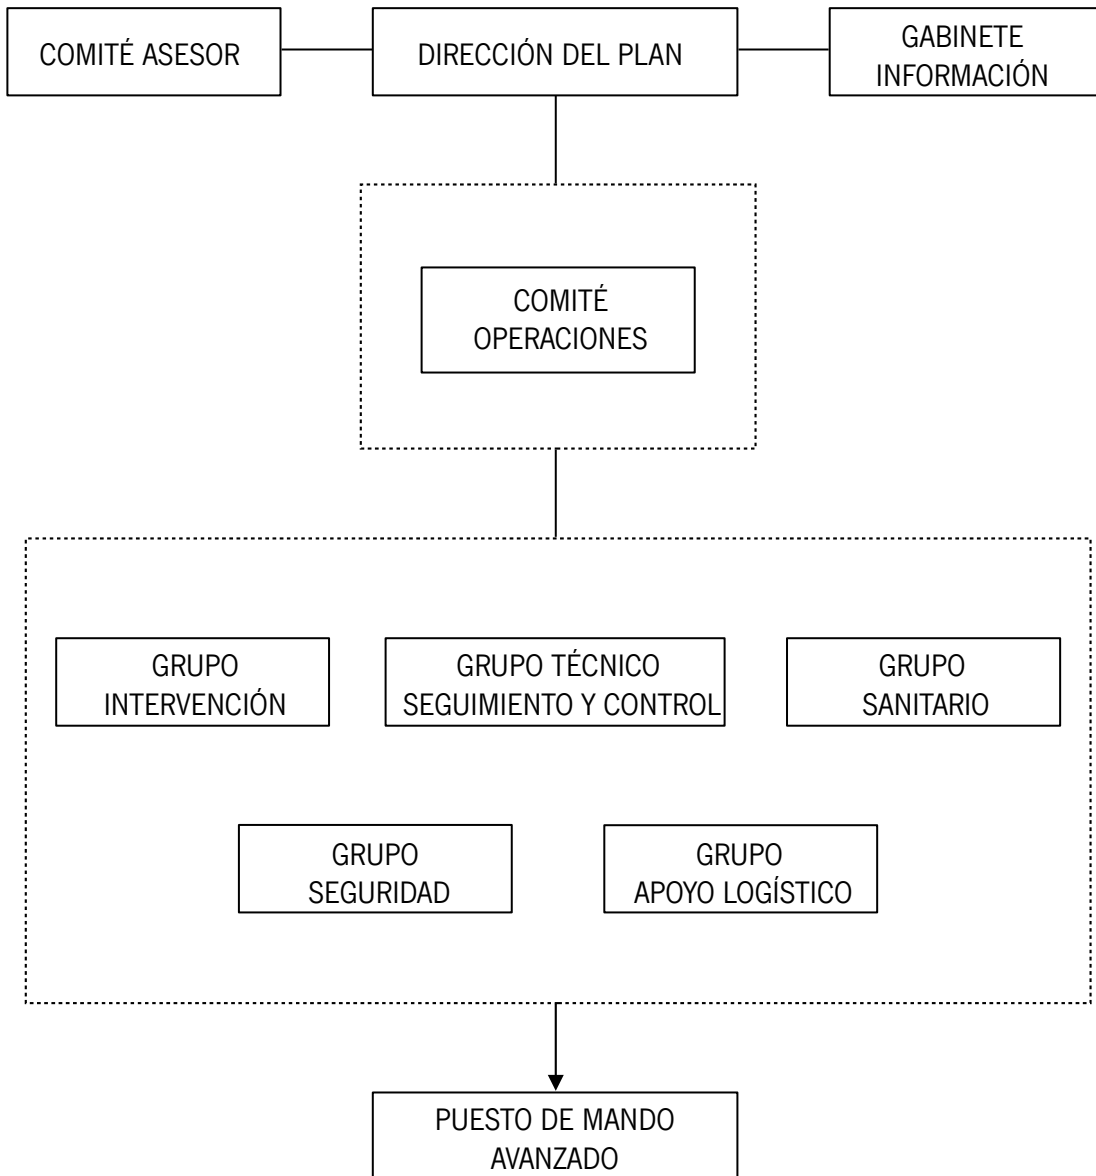 COMITÉ ASESOR
DIRECCIÓN DEL PLAN
GABINETE
INFORMACIÓN
COMITÉ
OPERACIONES
GRUPO
INTERVENCIÓN
GRUPO TÉCNICO
SEGUIMIENTO Y CONTROL
GRUPO
SANITARIO
GRUPO
SEGURIDAD
GRUPO
APOYO LOGÍSTICO
PUESTO DE MANDO
AVANZADO